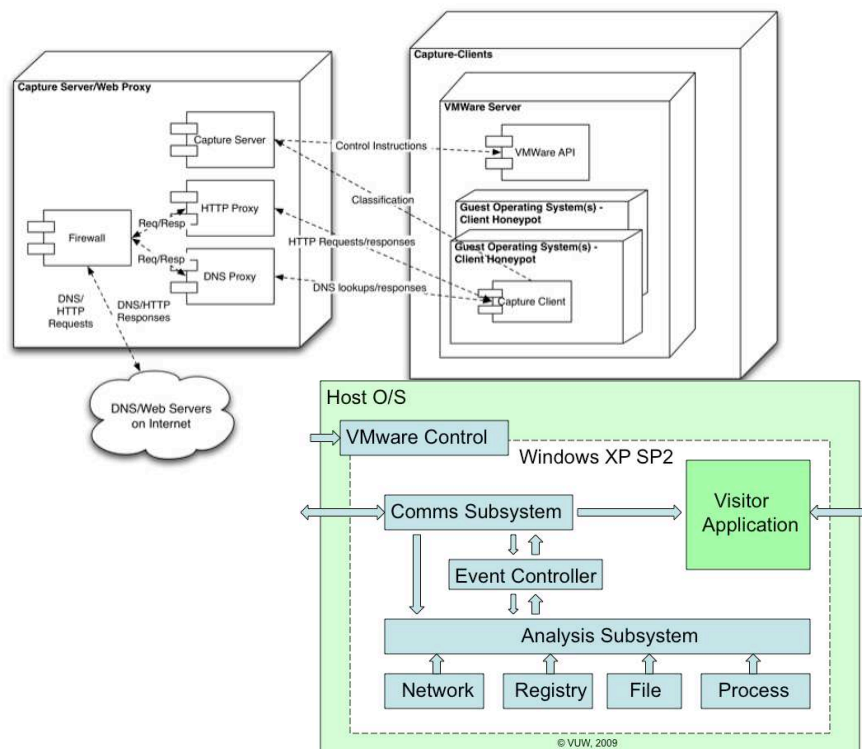 Capture Server/Web Proxy
Capture Server
HTTP Proxy
Firewall
Req/Resp
Req/Resp
DNS Proxy
DNS/
HTTP
Requests
DNS/HTTP
Responses
DNS/Web Servers
on Internet
Control Instructions
Classification
HTTP Requests/responses
DNS lookups/responses
Capture-Clients
VMWare Server
VMWare API
Guest Operating System(s) -
Client Honeypot
Guest Operating System(s) -
Client Honeypot
Capture Client
Host O/S
VMware Control
Windows XP SP2
Comms Subsystem
Visitor
Application
Event Controller
Analysis Subsystem
Network
Registry
File
Process
© VUW, 2009